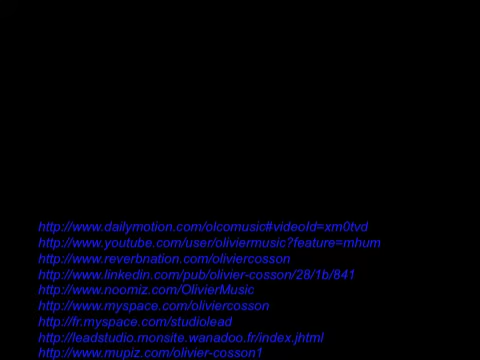 http://www.dailymotion.com/olcomusic#videoId=xm0tvd
http://www.youtube.com/user/oliviermusic?feature=mhum
http://www.reverbnation.com/oliviercosson
http://www.linkedin.com/pub/olivier-cosson/28/1b/841
http://www.noomiz.com/OlivierMusic
http://www.myspace.com/oliviercosson
http://fr.myspace.com/studiolead
http://leadstudio.monsite.wanadoo.fr/index.jhtml
http://www.mupiz.com/olivier-cosson1